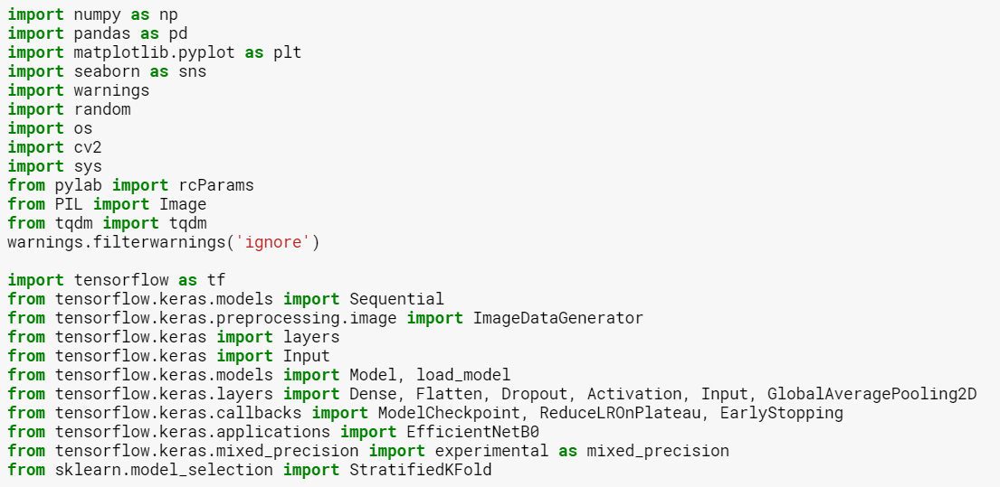 import numpy as np
import pandas as pd
import matplotlib.pyplot as plt
import seaborn as sns
import warnings
import random
import os
import cv2
import sys
from pylab import rcParams
from PIL import Image
from tqdm import tqdm
warnings.filterwarnings('ignore')

import tensorflow as tf
from tensorflow.keras.models import Sequential
from tensorflow.keras.preprocessing.image import ImageDataGenerator
from tensorflow.keras import layers
from tensorflow.keras import Input
from tensorflow.keras.models import Model, load_model
from tensorflow.keras.layers import Dense, Flatten, Dropout, Activation, Input, GlobalAveragePooling2D
from tensorflow.keras.callbacks import ModelCheckpoint, ReduceLROnPlateau, EarlyStopping
from tensorflow.keras.applications import EfficientNetB0
from tensorflow.keras.mixed_precision import experimental as mixed_precision
from sklearn.model_selection import StratifiedKFold